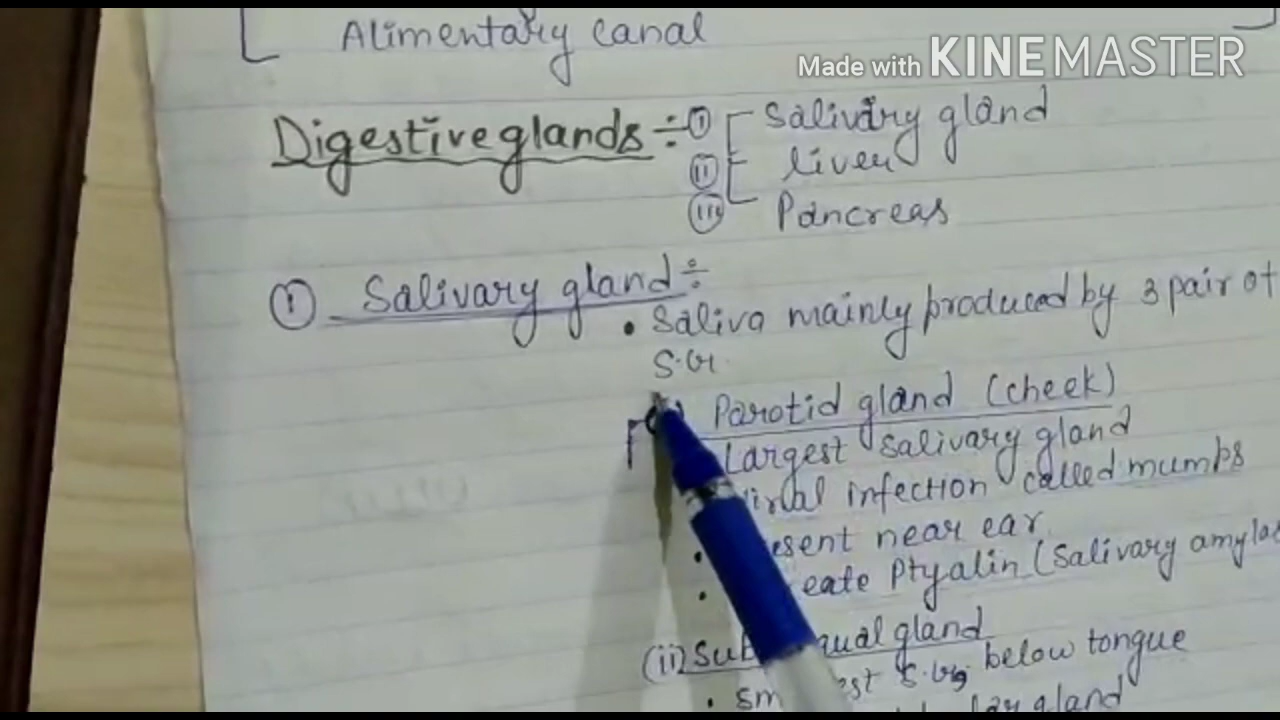 Alimentary canal
Made with KINEMASTER
Digestive glands ÷ (i) Salivary gland
(ii) liver
(iii) Pancreas
(i) Salivary gland ÷
• Saliva mainly produced by 3 pair of
S.G
Parotid gland (cheek)
Largest salivary gland
infection called mumps
near ear
Ptyalin (Salivary
(ii) gland
• below tongue
gland